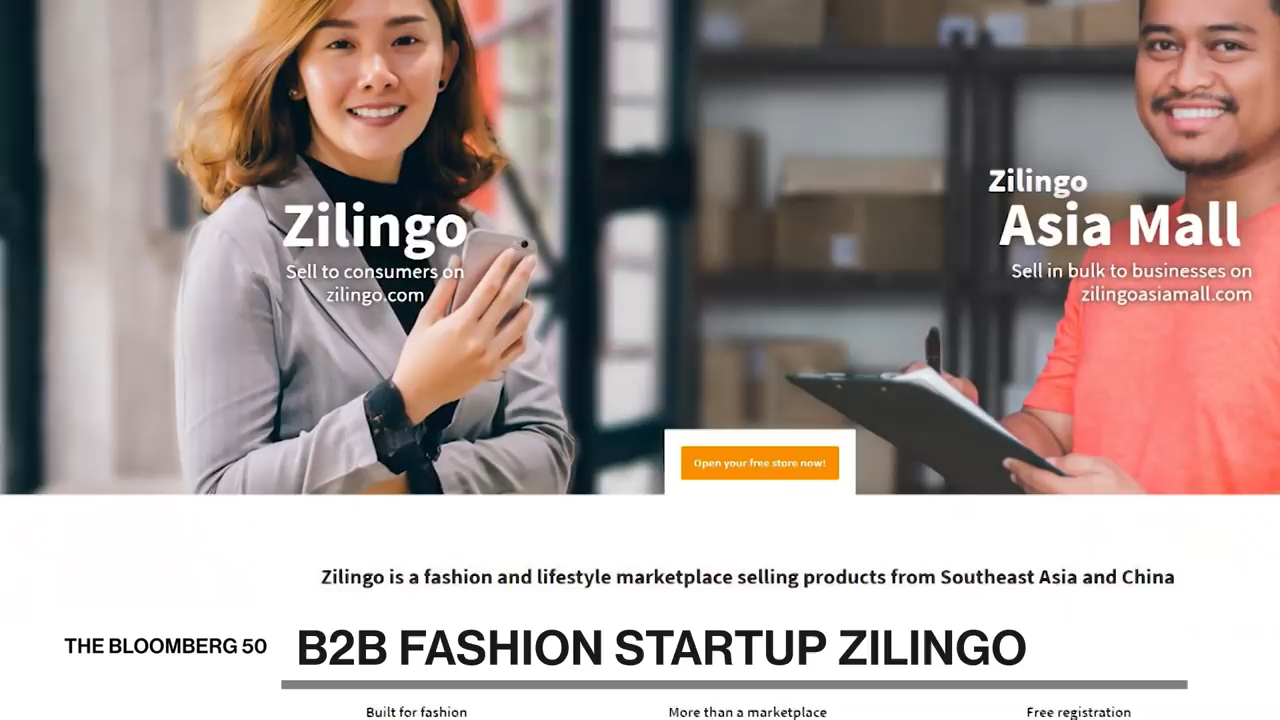 Zilingo
Sell to consumers on
zilingo.com
Zilingo
Asia Mall
Sell in bulk to businesses on
zilingoasiamall.com
Open your free store now!
Zilingo is a fashion and lifestyle marketplace selling products from Southeast Asia and China
THE BLOOMBERG 50
B2B FASHION STARTUP ZILINGO
Built for fashion
More than a marketplace
Free registration